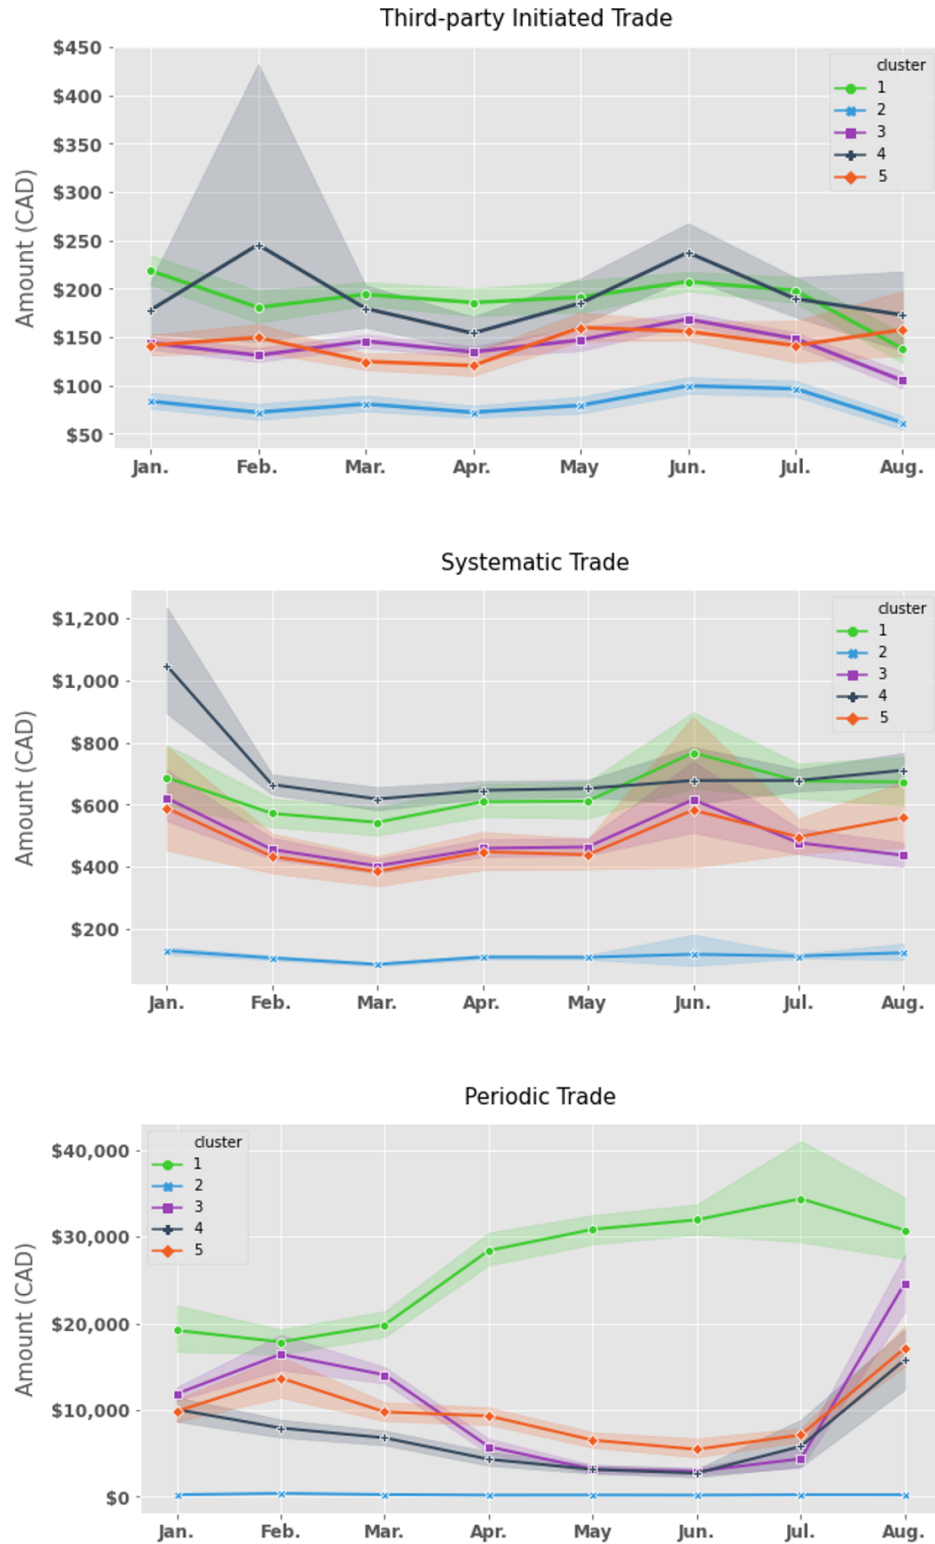 Third-party Initiated Trade
Amount (CAD)
$450
$400
$350
$300
$250
$200
$150
$100
$50
cluster
1
2
3
4
5
Jan. Feb. Mar. Apr. May Jun. Jul. Aug.
Systematic Trade
Amount (CAD)
$1,200
$1,000
$800
$600
$400
$200
cluster
1
2
3
4
5
Jan. Feb. Mar. Apr. May Jun. Jul. Aug.
Periodic Trade
Amount (CAD)
$40,000
$30,000
$20,000
$10,000
$0
cluster
1
2
3
4
5
Jan. Feb. Mar. Apr. May Jun. Jul. Aug.